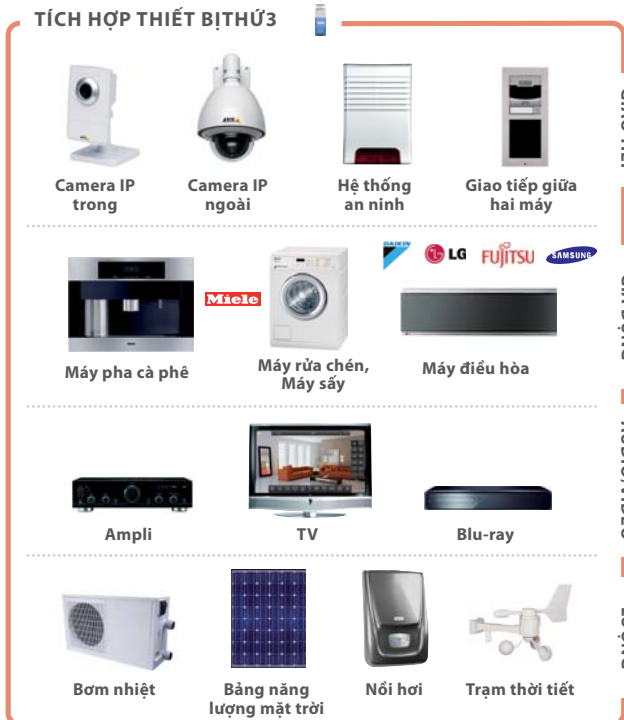 TÍCH HỢP THIẾT BỊTHỨ3
Camera IP
trong
Camera IP
ngoài
Hệ thống
an ninh
Giao tiếp giữa
hai máy
AXIS
DAIKIN
LG
FUJITSU
SAMSUNG
Miele
Máy pha cà phê
Máy rửa chén,
Máy sấy
Máy điều hòa
Ampli
TV
Blu-ray
Bơm nhiệt
Bảng năng
lượng mặt trời
Nồi hơi
Trạm thời tiết